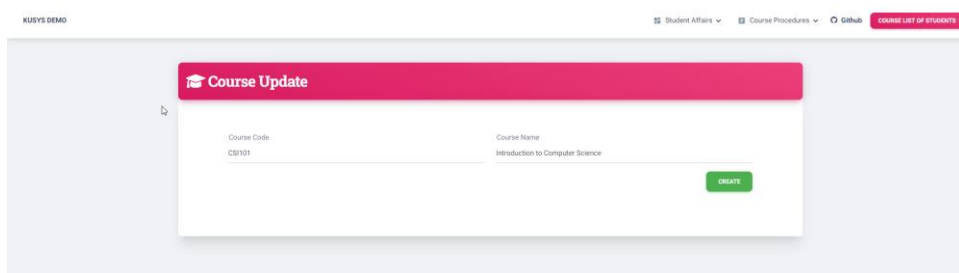 KUSYS DEMO
Student Affairs
Course Procedures
Github
COURSE LIST OF STUDENTS
Course Update
Course Code
Course Name
CSI101
Introduction to Computer Science
CREATE